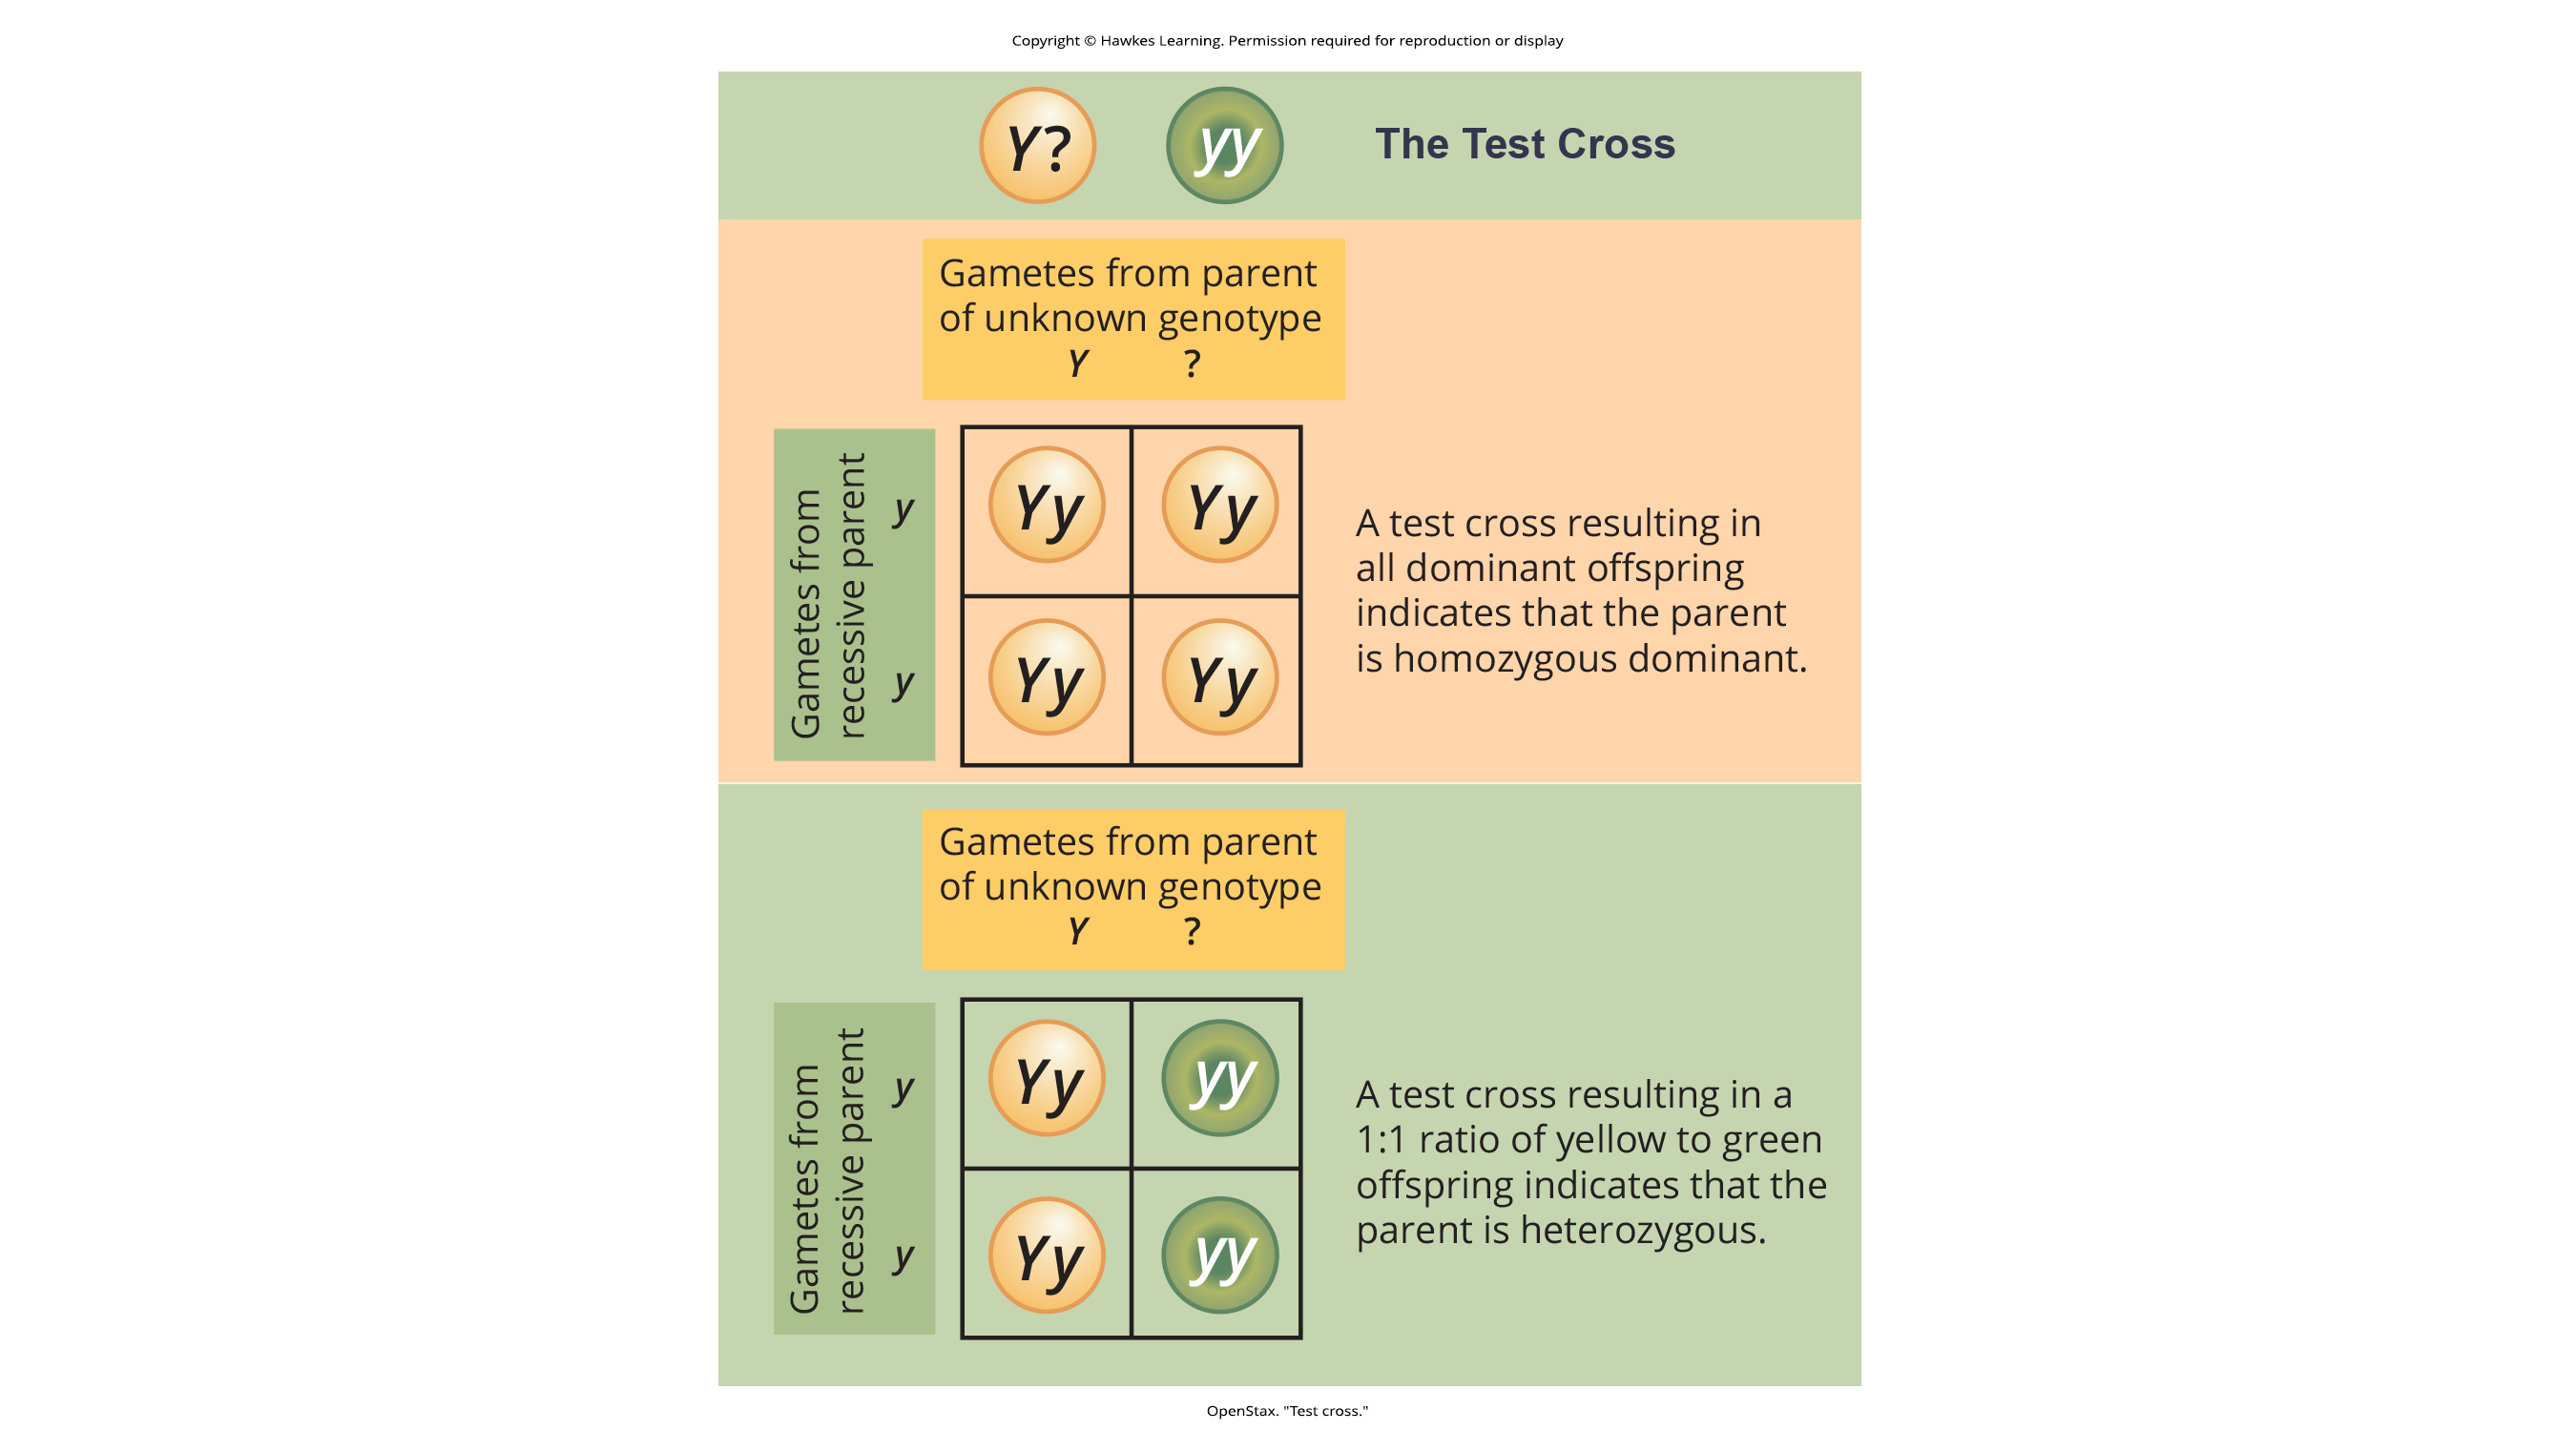 Copyright © Hawkes Learning. Permission required for reproduction or display
Y? yy The Test Cross
Gametes from parent
of unknown genotype
Y ?
Gametes from
recessive parent
y
y
Yy Yy
Yy Yy
A test cross resulting in
all dominant offspring
indicates that the parent
is homozygous dominant.
Gametes from parent
of unknown genotype
Y ?
Gametes from
recessive parent
y
y
Yy yy
Yy yy
A test cross resulting in a
1:1 ratio of yellow to green
offspring indicates that the
parent is heterozygous.
OpenStax. "Test cross."